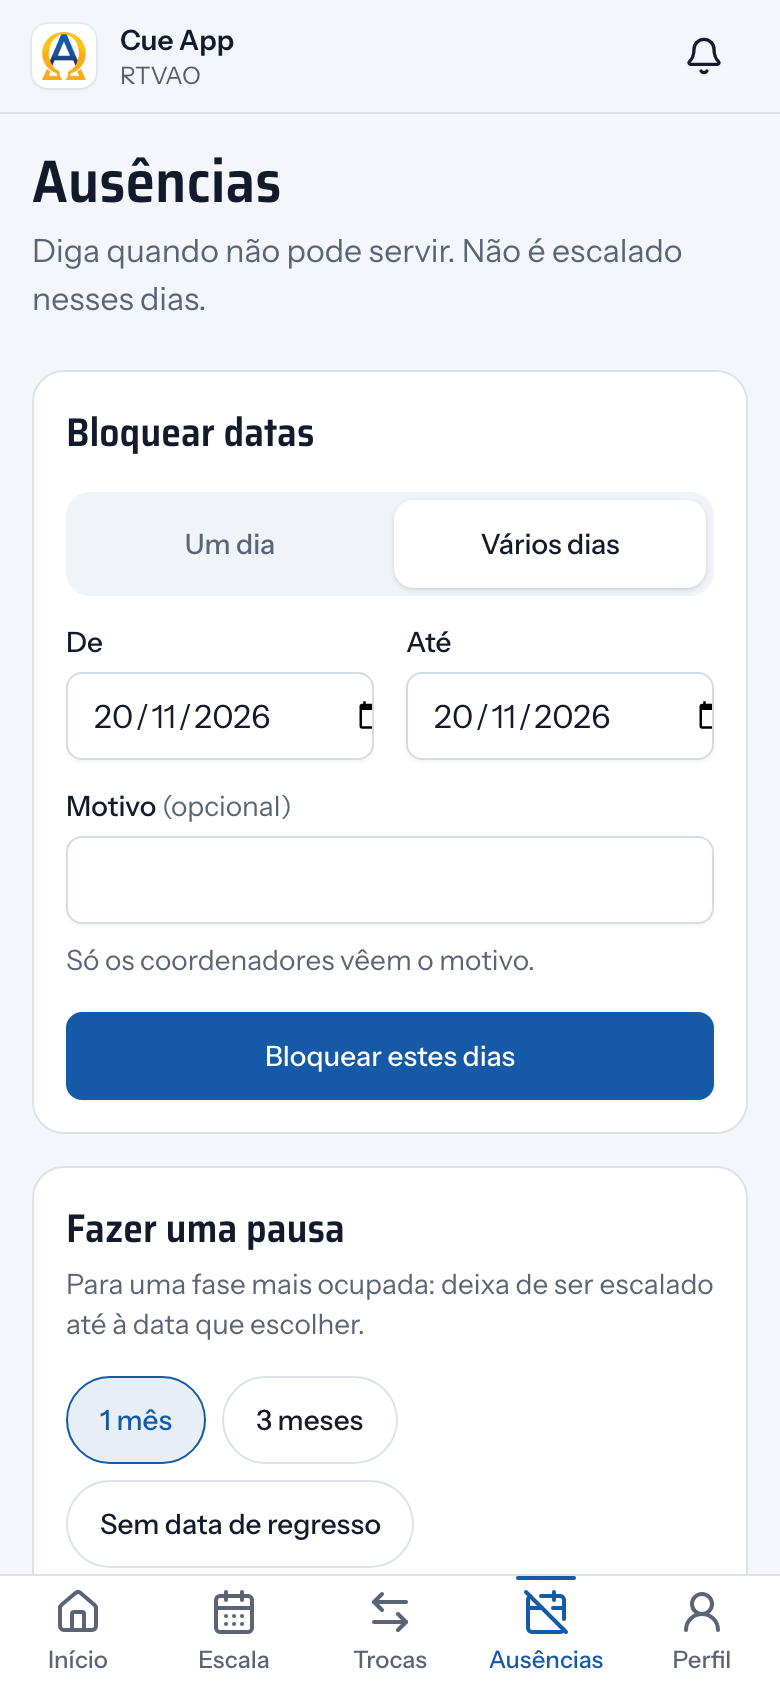 Cue App
RTVAO
Ausências
Diga quando não pode servir. Não é escalado
nesses dias.
Bloquear datas
Um dia
Vários dias
De
Até
20/11/2026
20/11/2026
Motivo (opcional)
Só os coordenadores vêem o motivo.
Bloquear estes dias
Fazer uma pausa
Para uma fase mais ocupada: deixa de ser escalado
até à data que escolher.
1 mês
3 meses
Sem data de regresso
Início
Escala
Trocas
Ausências
Perfil